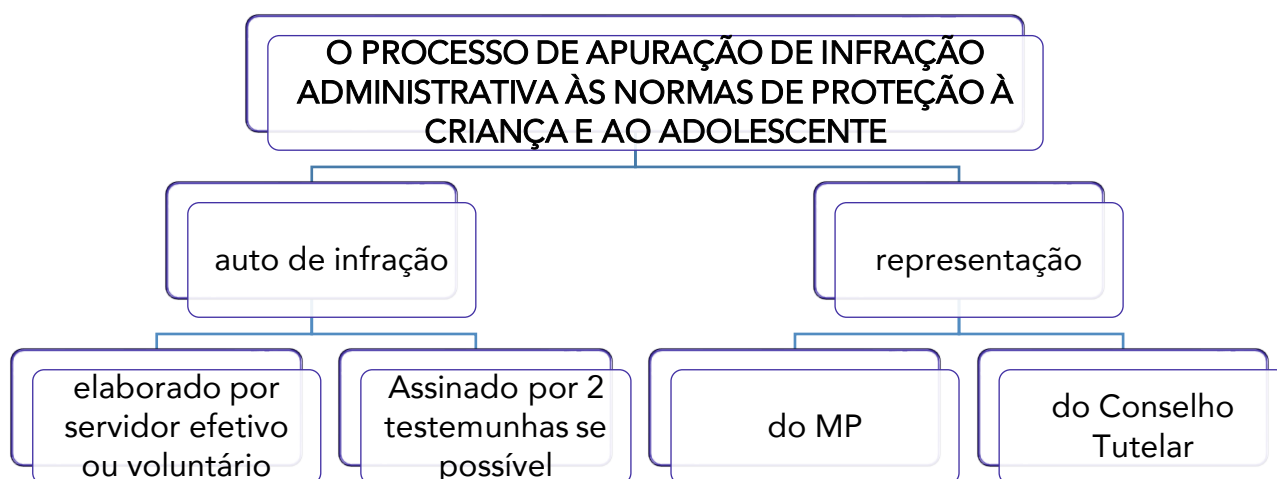 O PROCESSO DE APURAÇÃO DE INFRAÇÃO
ADMINISTRATIVA ÀS NORMAS DE PROTEÇÃO À
CRIANÇA E AO ADOLESCENTE
auto de infração
representação
elaborado por
servidor efetivo
ou voluntário
Assinado por 2
testemunhas se
possível
do MP
do Conselho
Tutelar